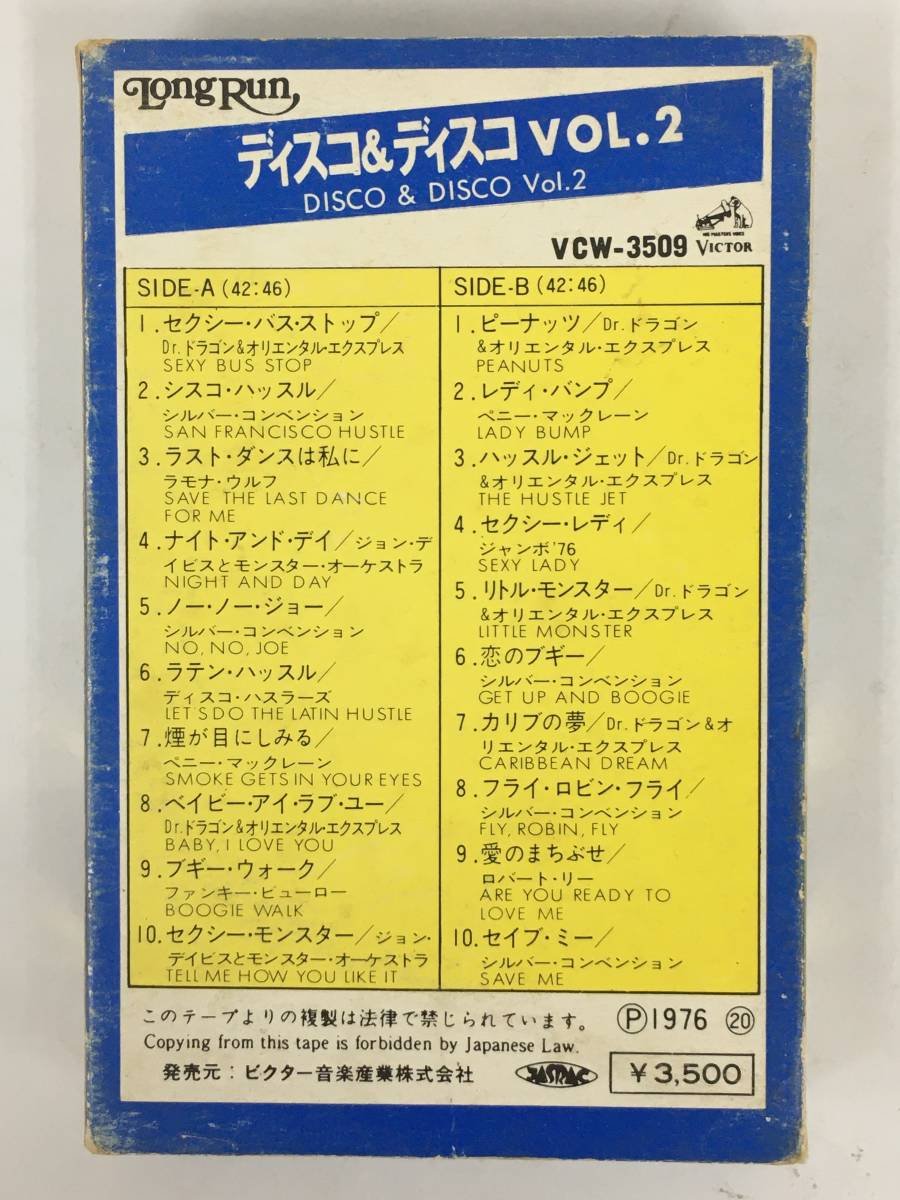 Long Run
ディスコ&ディスコ VOL.2
DISCO & DISCO Vol.2
VCW-3509 VICTOR
SIDE-A (42:46)
1.セクシー・バス・ストップ/
Dr.ドラゴン&オリエンタル・エクスプレス
SEXY BUS STOP
2.シスコ・ハッスル/
シルバー・コンベンション
SAN FRANCISCO HUSTLE
3.ラスト・ダンスは私に/
ラモナ・ウルフ
SAVE THE LAST DANCE
FOR ME
4.ナイト・アンド・デイ/ジョン・デ
イビスとモンスター・オーケストラ
NIGHT AND DAY
5.ノー・ノー・ジョー/
シルバー・コンベンション
NO, NO, JOE
6.ラテン・ハッスル/
ディスコ・ハスラーズ
LET'S DO THE LATIN HUSTLE
7.煙が目にしみる/
ペニー・マックレーン
SMOKE GETS IN YOUR EYES
8.ベイビー・アイ・ラブ・ユー/
Dr.ドラゴン&オリエンタル・エクスプレス
BABY, I LOVE YOU
9.ブギー・ウォーク/
ファンキー・ビューロー
BOOGIE WALK
10.セクシー・モンスター/ジョン・
デイビスとモンスター・オーケストラ
TELL ME HOW YOU LIKE IT
SIDE-B (42:46)
1.ピーナッツ/Dr.ドラゴン
&オリエンタル・エクスプレス
PEANUTS
2.レディ・バンプ/
ペニー・マックレーン
LADY BUMP
3.ハッスル・ジェット/Dr.ドラゴン
&オリエンタル・エクスプレス
THE HUSTLE JET
4.セクシー・レディ/
ジャンボ'76
SEXY LADY
5.リトル・モンスター/Dr.ドラゴン
&オリエンタル・エクスプレス
LITTLE MONSTER
6.恋のブギー/
シルバー・コンベンション
GET UP AND BOOGIE
7.カリブの夢/Dr.ドラゴン&オ
リエンタル・エクスプレス
CARIBBEAN DREAM
8.フライ・ロビン・フライ/
シルバー・コンベンション
FLY, ROBIN, FLY
9.愛のまちぶせ/
ロバート・リー
ARE YOU READY TO
LOVE ME
10.セイブ・ミー/
シルバー・コンベンション
SAVE ME
このテープよりの複製は法律で禁じられています。 Ⓟ1976 ⑳
Copying from this tape is forbidden by Japanese Law.
発売元:ビクター音楽産業株式会社 JASRAC ¥3,500